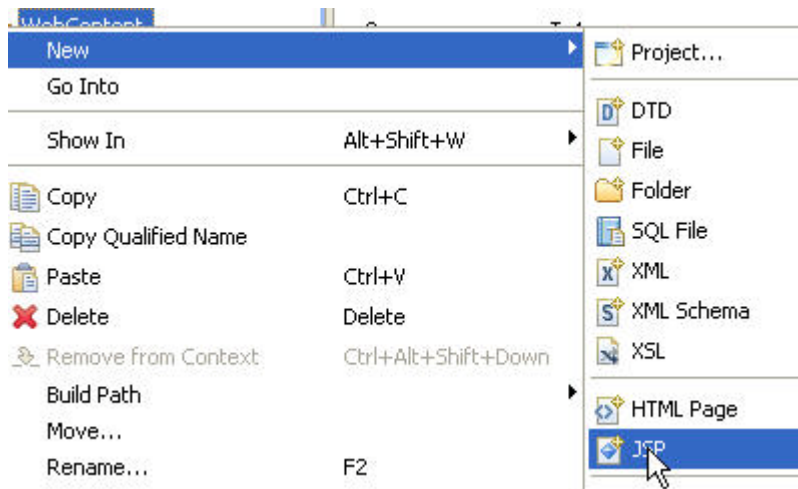 WebContent
New
Go Into
Show In Alt+Shift+W
Copy Ctrl+C
Copy Qualified Name
Paste Ctrl+V
Delete Delete
Remove from Context Ctrl+Alt+Shift+Down
Build Path
Move...
Rename... F2
Project...
DTD
File
Folder
SQL File
XML
XML Schema
XSL
HTML Page
JSP